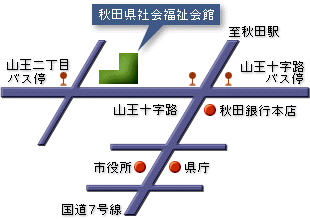 秋田県社会福祉会館
至秋田駅
山王二丁目
バス停
山王十字路
バス停
山王十字路
秋田銀行本店
市役所
県庁
国道7号線